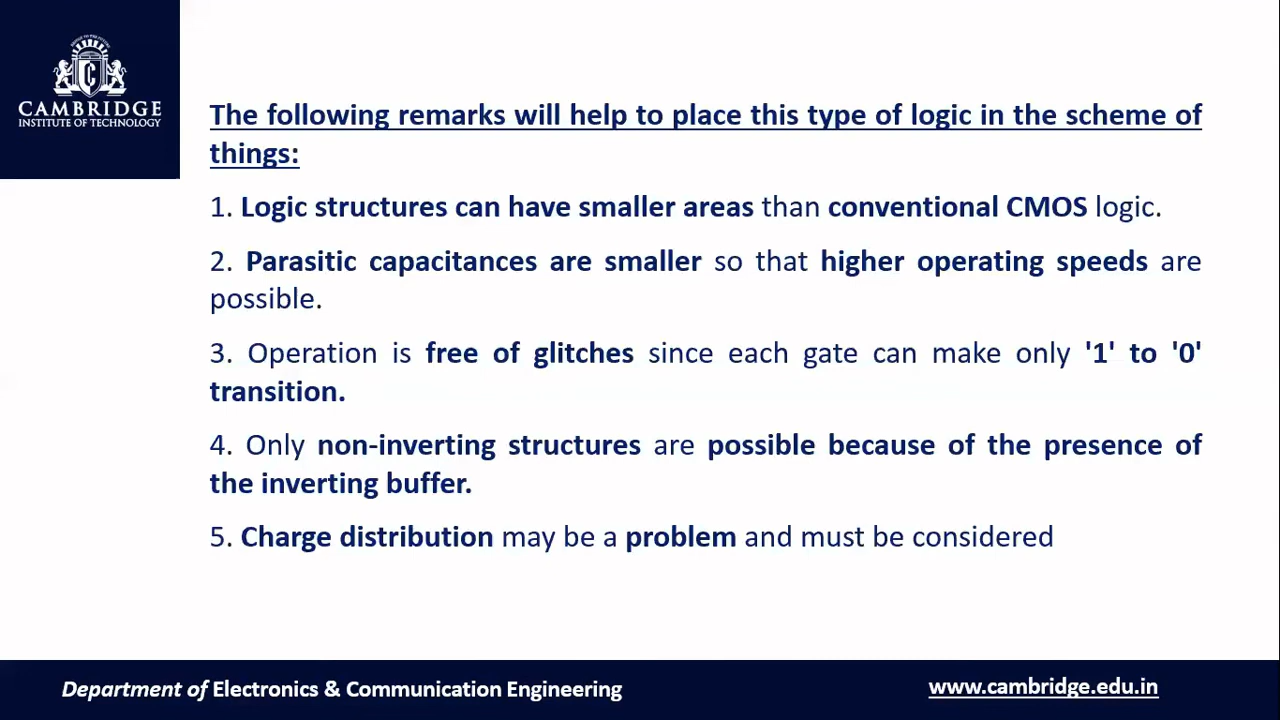 CAMBRIDGE
INSTITUTE OF TECHNOLOGY
The following remarks will help to place this type of logic in the scheme of
things:
1. Logic structures can have smaller areas than conventional CMOS logic.
2. Parasitic capacitances are smaller so that higher operating speeds are
possible.
3. Operation is free of glitches since each gate can make only '1' to '0'
transition.
4. Only non-inverting structures are possible because of the presence of
the inverting buffer.
5. Charge distribution may be a problem and must be considered
Department of Electronics & Communication Engineering
www.cambridge.edu.in